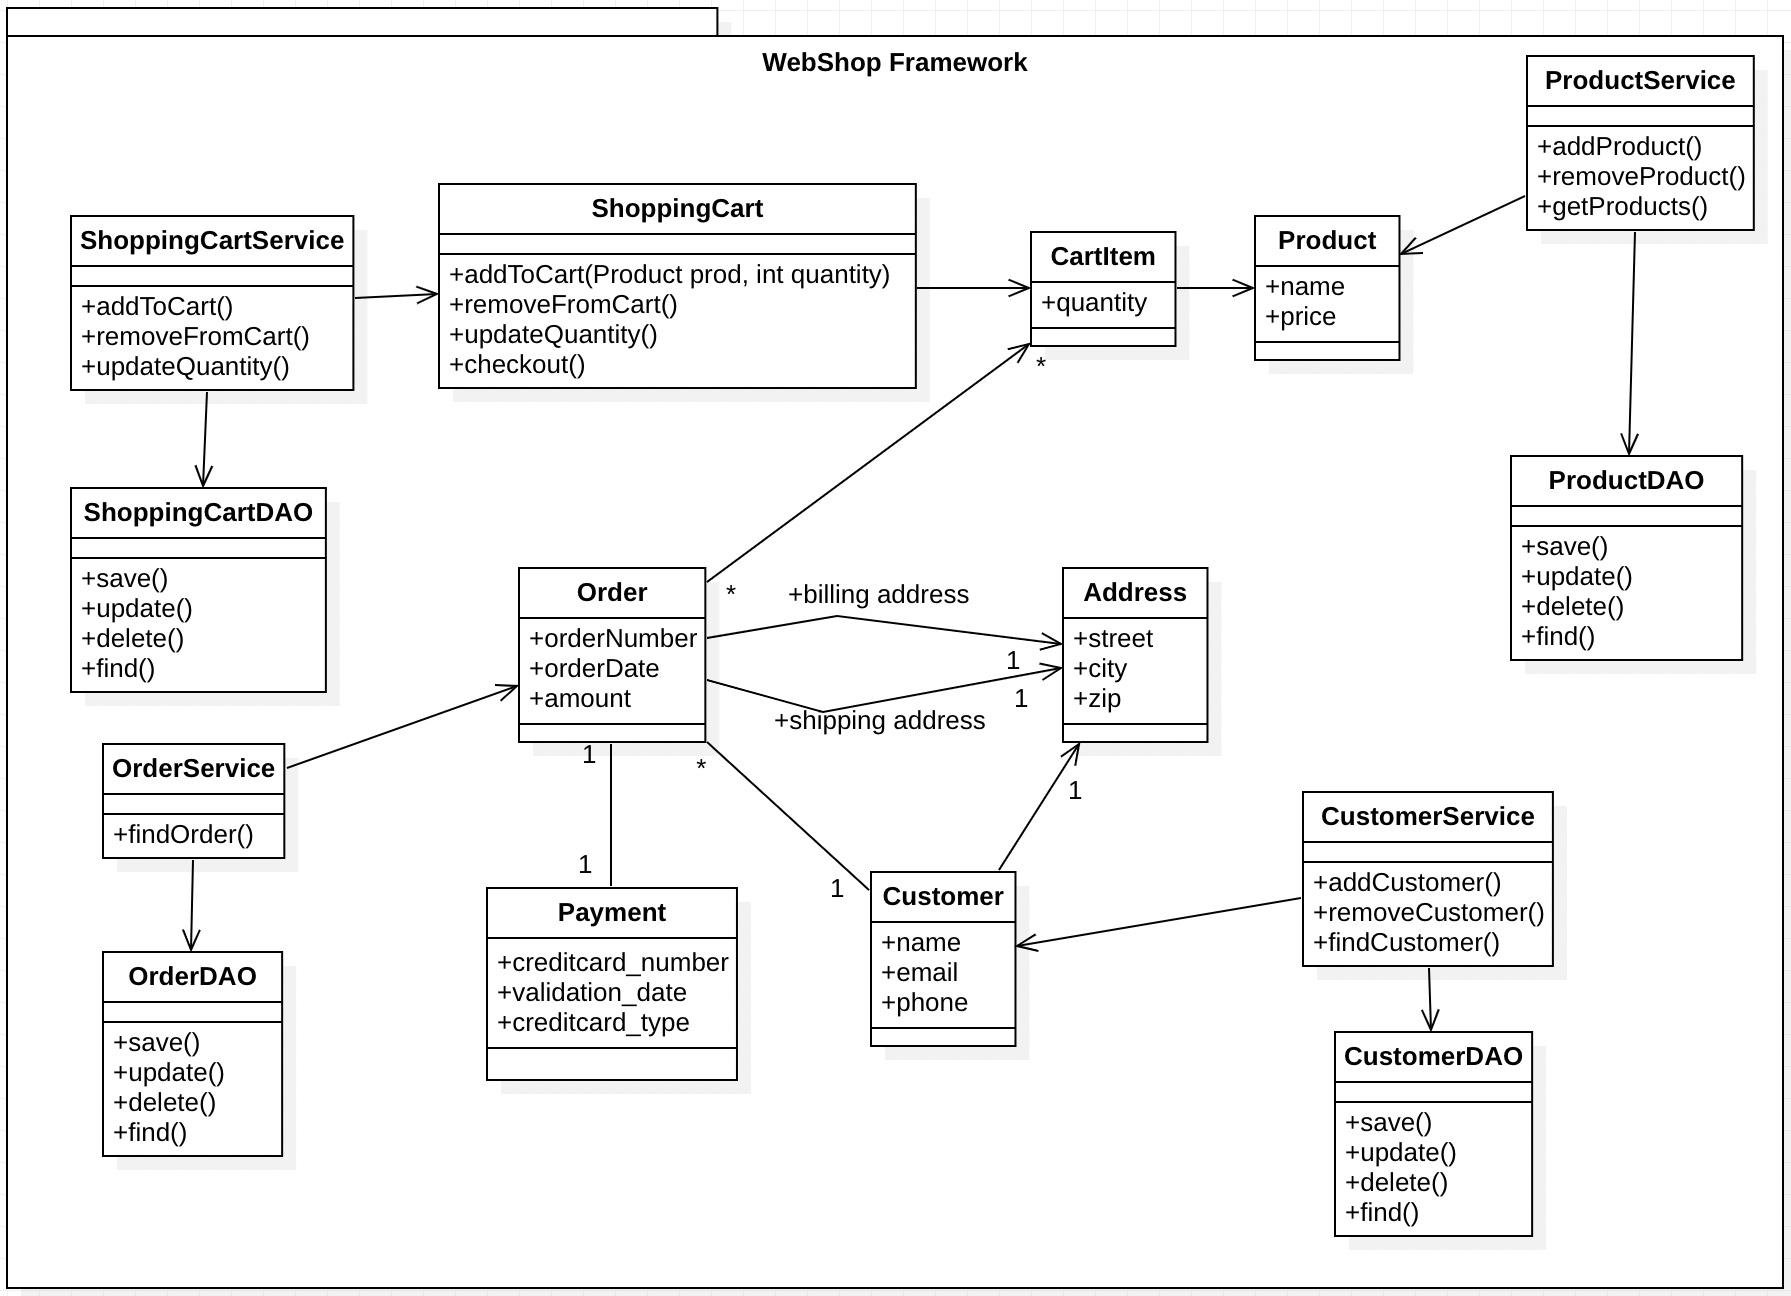 WebShop Framework
ProductService
+addProduct()
+removeProduct()
+getProducts()
ShoppingCartService
+addToCart()
+removeFromCart()
+updateQuantity()
ShoppingCart
+addToCart(Product prod, int quantity)
+removeFromCart()
+updateQuantity()
+checkout()
CartItem
+quantity
*
Product
+name
+price
ShoppingCartDAO
+save()
+update()
+delete()
+find()
ProductDAO
+save()
+update()
+delete()
+find()
Order
+orderNumber
+orderDate
+amount
*
+billing address
1
+shipping address
1
Address
+street
+city
+zip
OrderService
+findOrder()
1
*
1
1
1
Payment
+creditcard_number
+validation_date
+creditcard_type
Customer
+name
+email
+phone
CustomerService
+addCustomer()
+removeCustomer()
+findCustomer()
OrderDAO
+save()
+update()
+delete()
+find()
CustomerDAO
+save()
+update()
+delete()
+find()